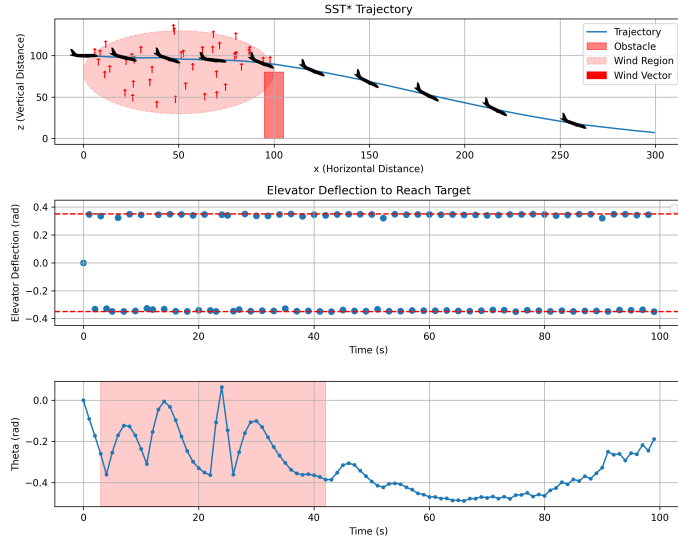 SST* Trajectory
z (Vertical Distance)
100
50
0
0
50
100
150
200
250
300
x (Horizontal Distance)
Trajectory
Obstacle
Wind Region
Wind Vector
Elevator Deflection to Reach Target
Elevator Deflection (rad)
0.4
0.2
0.0
−0.2
−0.4
0
20
40
60
80
100
Time (s)
Theta (rad)
0.0
−0.2
−0.4
0
20
40
60
80
100
Time (s)